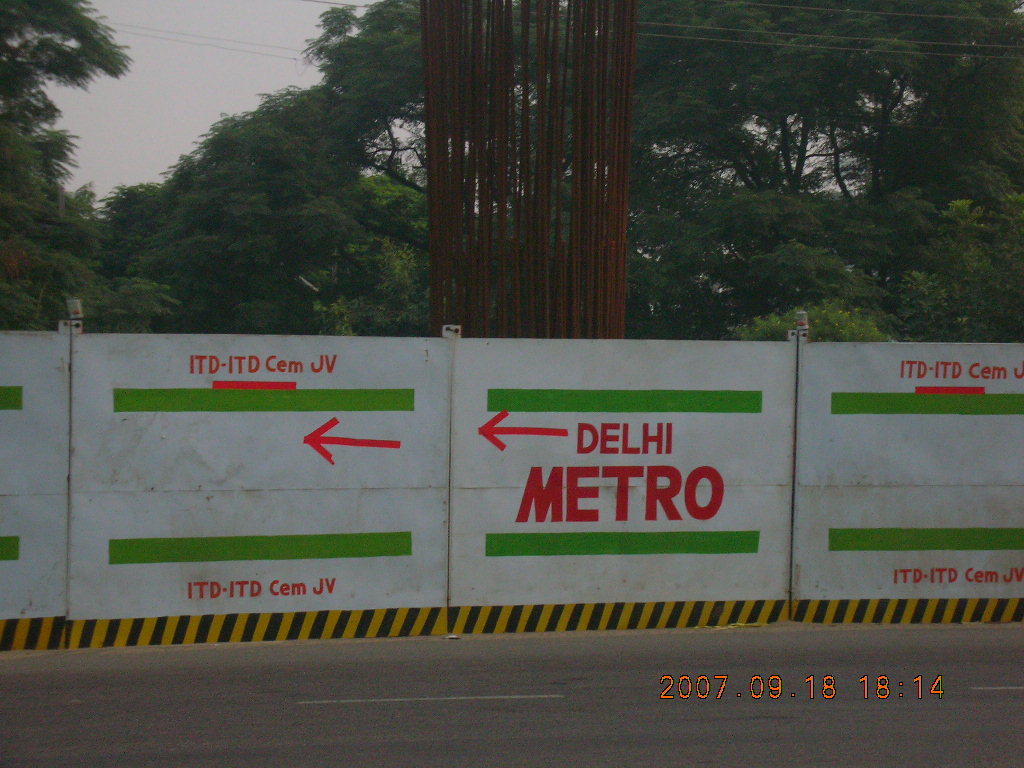 ITD-ITD Cem JV
ITD-ITD Cem JV
DELHI
METRO
ITD-ITD Cem J
ITD-ITD Cem JV
2007.09.18 18:14